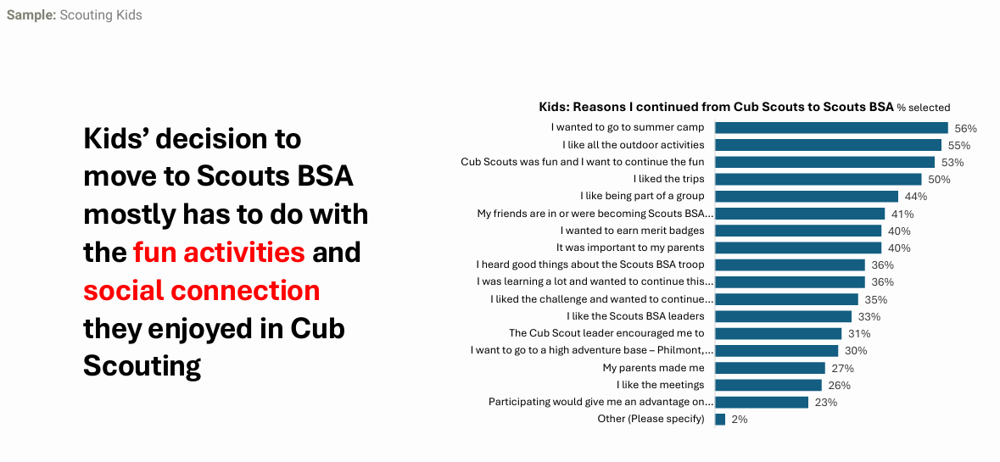 Sample: Scouting Kids
Kids’ decision to
move to Scouts BSA
mostly has to do with
the fun activities and
social connection
they enjoyed in Cub
Scouting
Kids: Reasons I continued from Cub Scouts to Scouts BSA % selected
I wanted to go to summer camp 56%
I like all the outdoor activities 55%
Cub Scouts was fun and I want to continue the fun 53%
I liked the trips 50%
I like being part of a group 44%
My friends are in or were becoming Scouts BSA... 41%
I wanted to earn merit badges 40%
It was important to my parents 40%
I heard good things about the Scouts BSA troop 36%
I was learning a lot and wanted to continue this... 36%
I liked the challenge and wanted to continue... 35%
I like the Scouts BSA leaders 33%
The Cub Scout leader encouraged me to 31%
I want to go to a high adventure base – Philmont,... 30%
My parents made me 27%
I like the meetings 26%
Participating would give me an advantage on... 23%
Other (Please specify) 2%